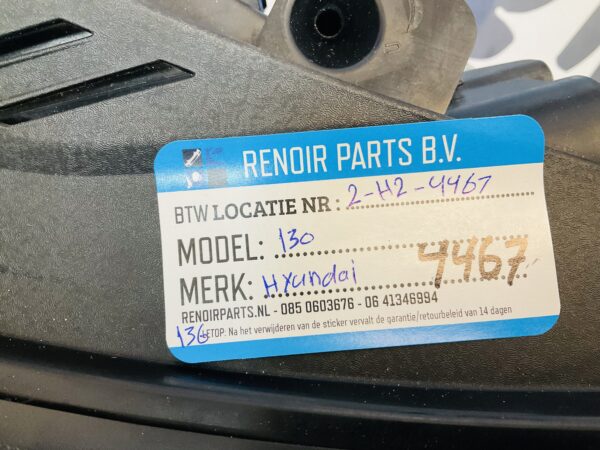 RENOIR PARTS B.V.
BTW LOCATIE NR: 2-H2-4467
MODEL: i30
MERK: Hyundai 4467
RENOIRPARTS.NL - 085 0603676 - 06 41346994
136 LETOP: Na het verwijderen van de sticker vervalt de garantie/retourbeleid van 14 dagen